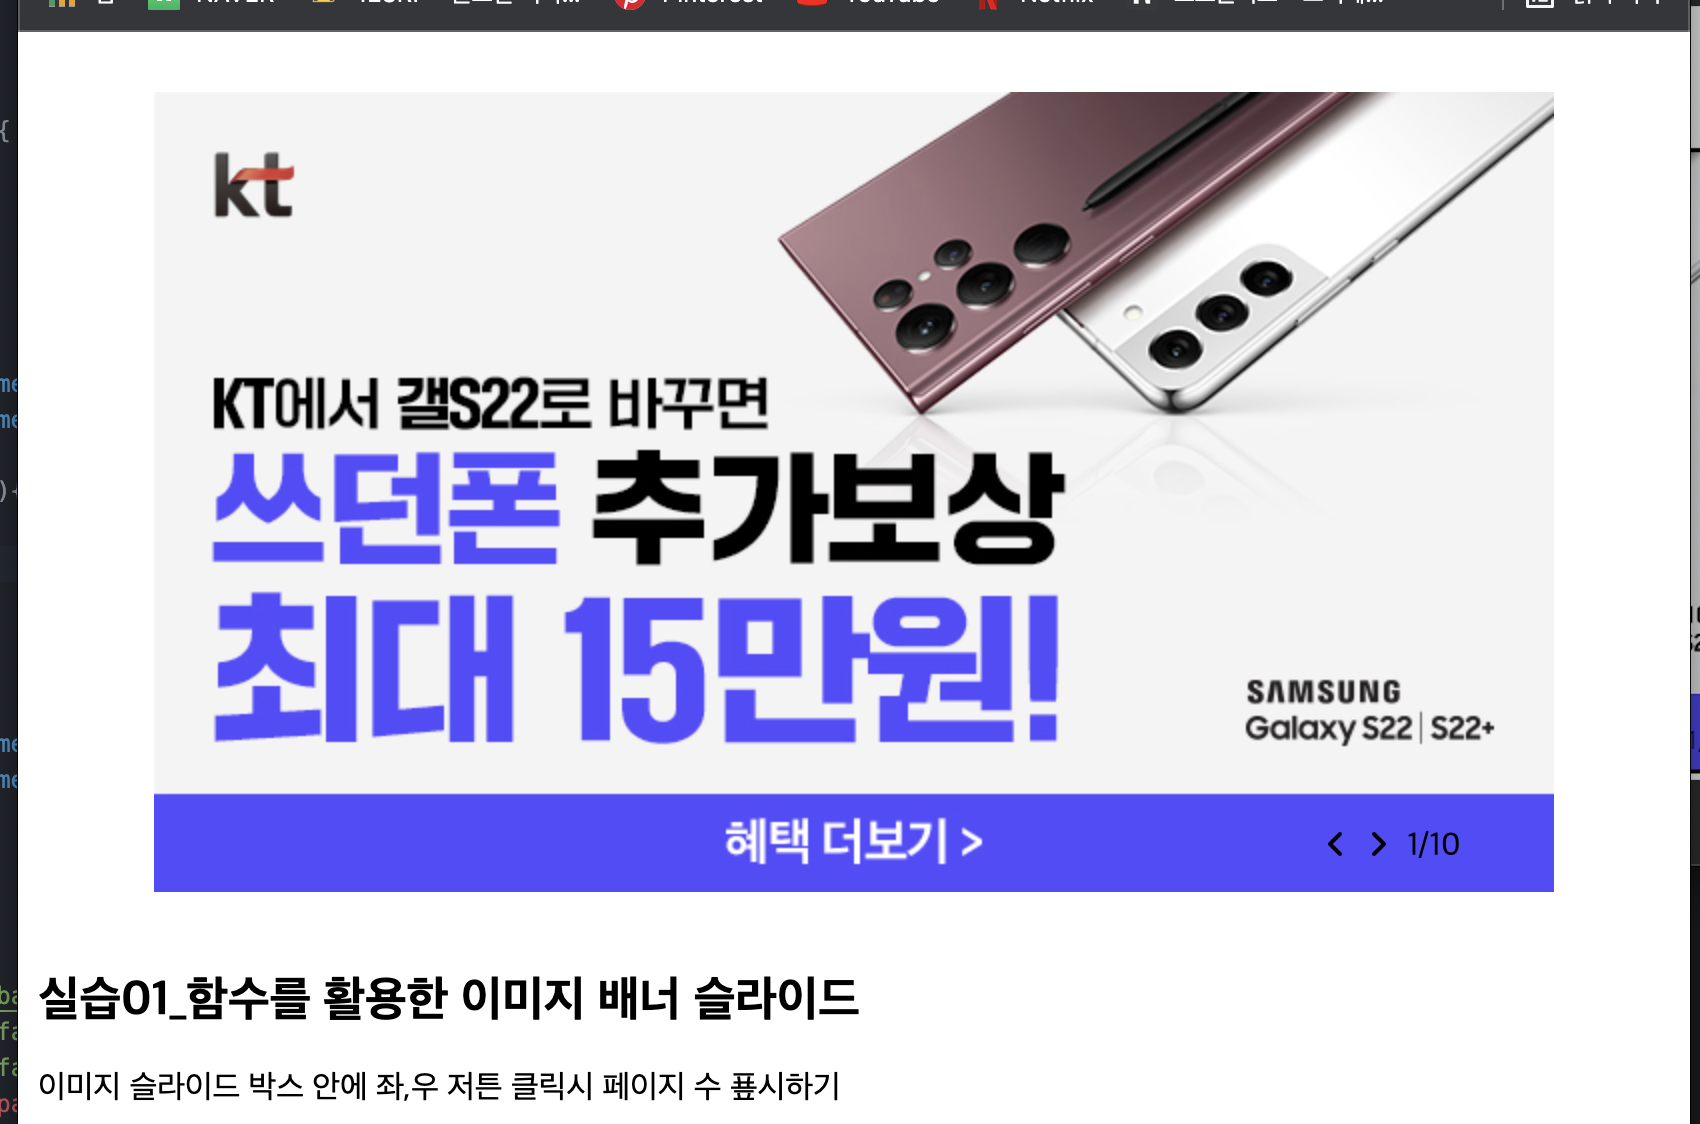 kt
KT에서 갤S22로 바꾸면
쓰던폰 추가보상
최대 15만원!
SAMSUNG
Galaxy S22 | S22+
혜택 더보기 >
1/10
실습01_함수를 활용한 이미지 배너 슬라이드
이미지 슬라이드 박스 안에 좌,우 저튼 클릭시 페이지 수 푶시하기